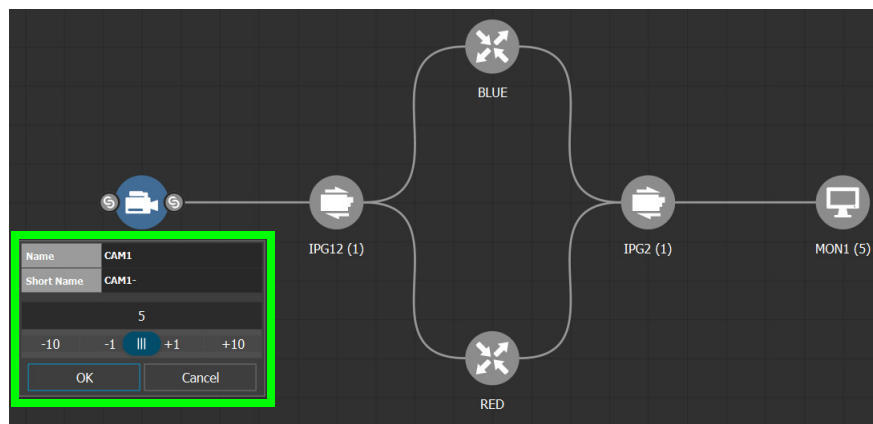 BLUE
IPG12 (1)
IPG2 (1)
MON1 (5)
Name CAM1
Short Name CAM1-
5
-10 -1 +1 +10
OK Cancel
RED